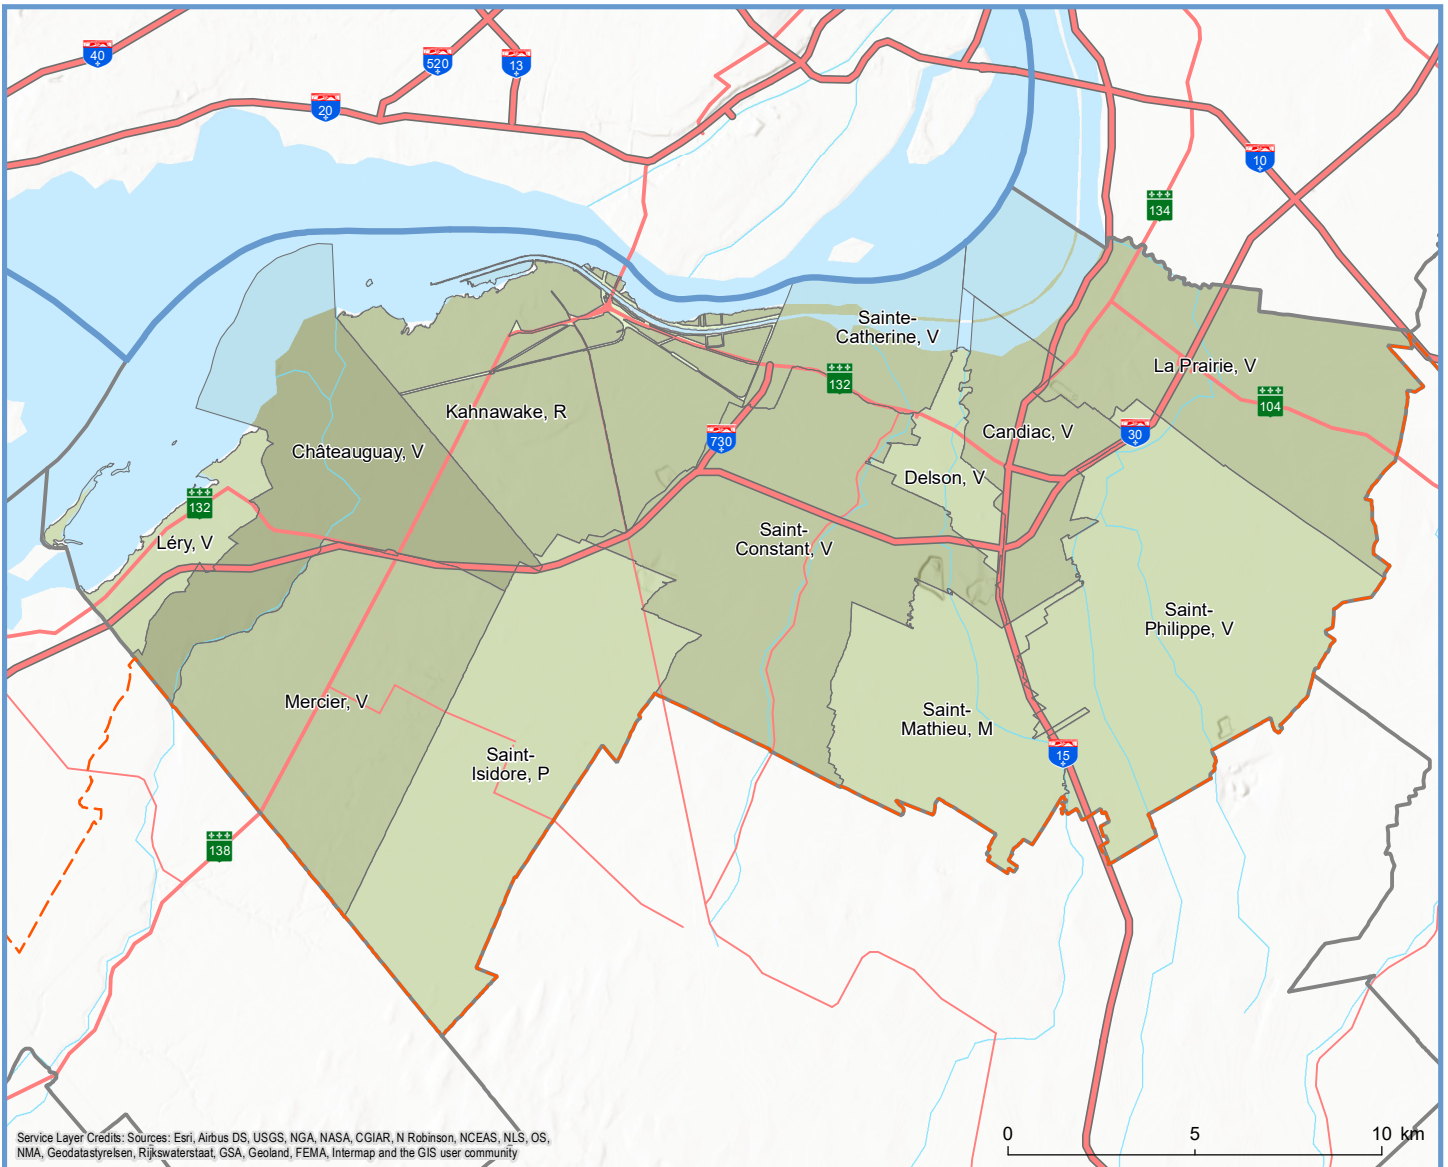 40
520
13
20
10
134
Sainte-
Catherine, V
La Prairie, V
132
104
Kahnawake, R
Candiac, V
30
730
Châteauguay, V
Delson, V
132
Léry, V
Saint-
Constant, V
Saint-
Philippe, V
Mercier, V
Saint-
Mathieu, M
Saint-
Isidore, P
15
138
0 5 10 km
Service Layer Credits: Sources: Esri, Airbus DS, USGS, NGA, NASA, CGIAR, N Robinson, NCEAS, NLS, OS,
NMA, Geodatastyrelsen, Rijkswaterstaat, GSA, Geoland, FEMA, Intermap and the GIS user community